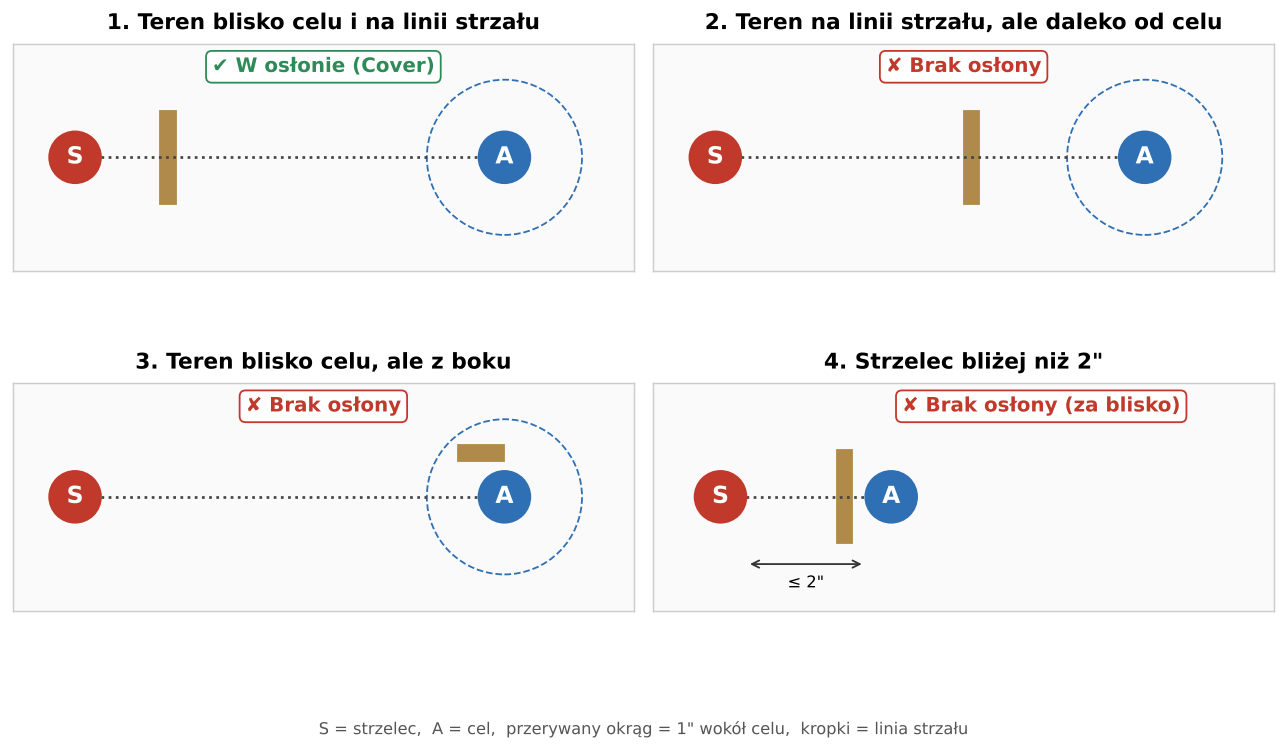 1. Teren blisko celu i na linii strzału
✔ W osłonie (Cover)
S
A
2. Teren na linii strzału, ale daleko od celu
✘ Brak osłony
S
A
3. Teren blisko celu, ale z boku
✘ Brak osłony
S
A
4. Strzelec bliżej niż 2"
✘ Brak osłony (za blisko)
S
A
≤ 2"
S = strzelec, A = cel, przerywany okrąg = 1" wokół celu, kropki = linia strzału